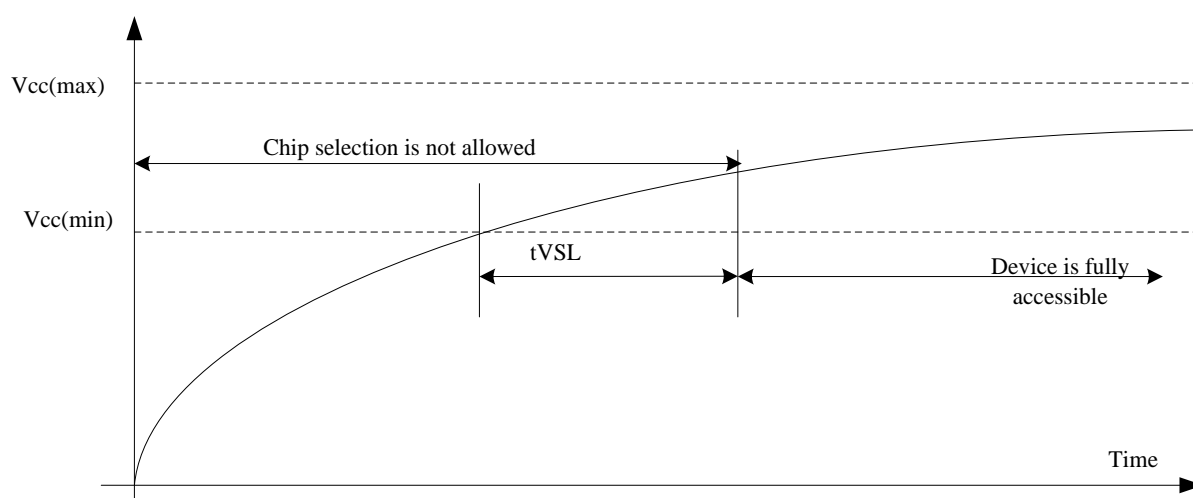 Vcc(max)
Chip selection is not allowed
Vcc(min)
tVSL
Device is fully
accessible
Time